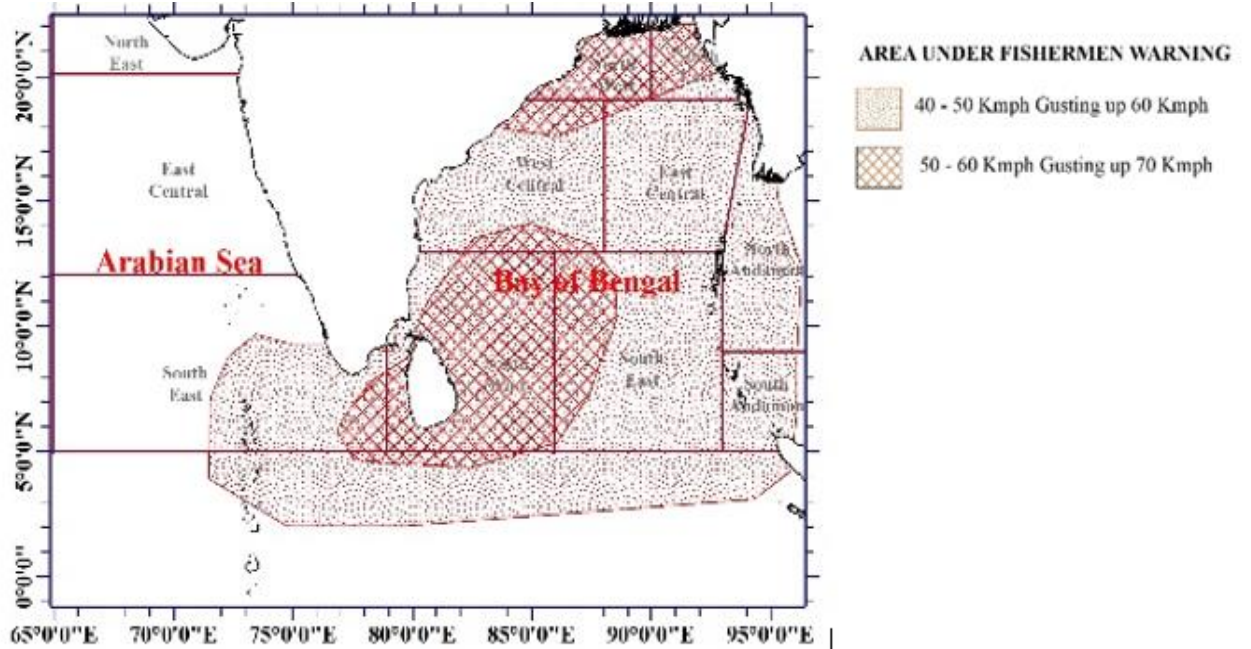 North
East
East
Central
Arabian Sea
South
East
West
Central
East
Central
Bay of Bengal
North
Andaman
South
East
South
Andaman
20°0'0"N
15°0'0"N
10°0'0"N
5°0'0"N
0°0'0"
65°0'0"E
70°0'0"E
75°0'0"E
80°0'0"E
85°0'0"E
90°0'0"E
95°0'0"E
AREA UNDER FISHERMEN WARNING
40 - 50 Kmph Gusting up 60 Kmph
50 - 60 Kmph Gusting up 70 Kmph